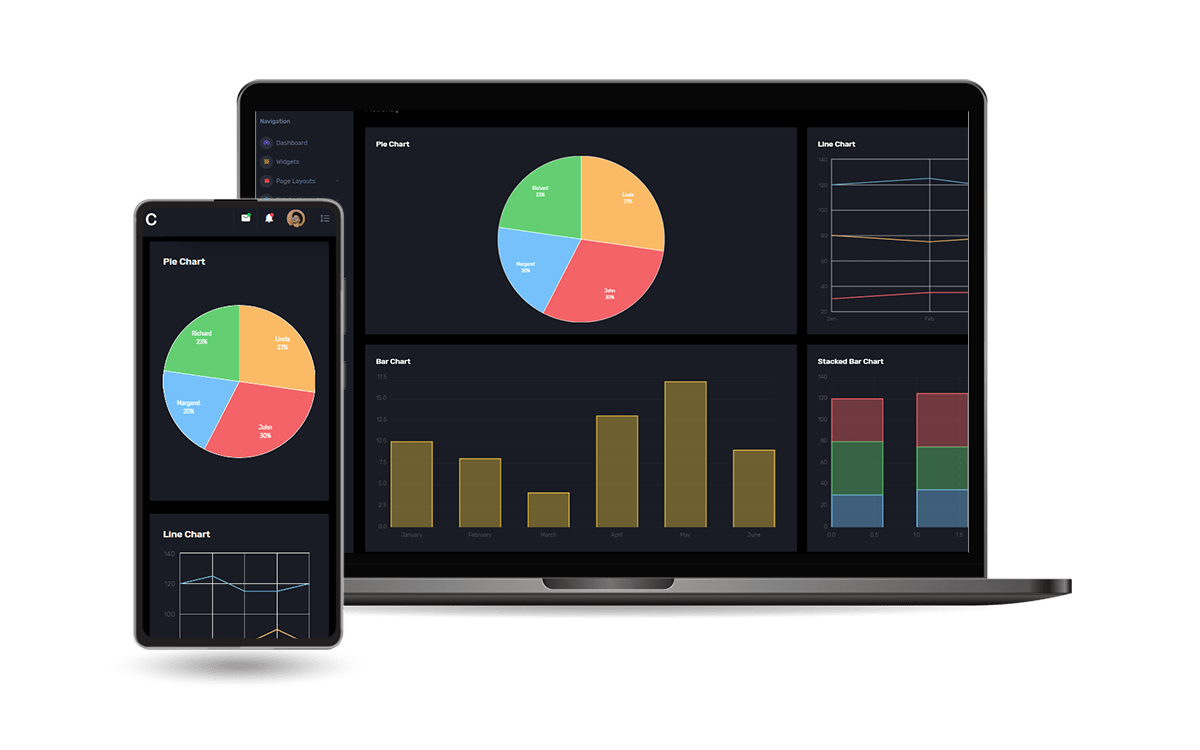 Navigation
Dashboard
Widgets
Page Layouts
Pie Chart
Richard
23%
Linda
27%
Margaret
20%
John
30%
Line Chart
140
120
100
80
60
40
20
Jan
Feb
Bar Chart
17.5
15.0
12.5
10.0
7.5
5.0
2.5
0.0
January
February
March
April
May
June
Stacked Bar Chart
140
120
100
80
60
40
20
0
0.0
0.5
1.0
1.5
C
Pie Chart
Richard
23%
Linda
27%
Margaret
20%
John
30%
Line Chart
140
120
100